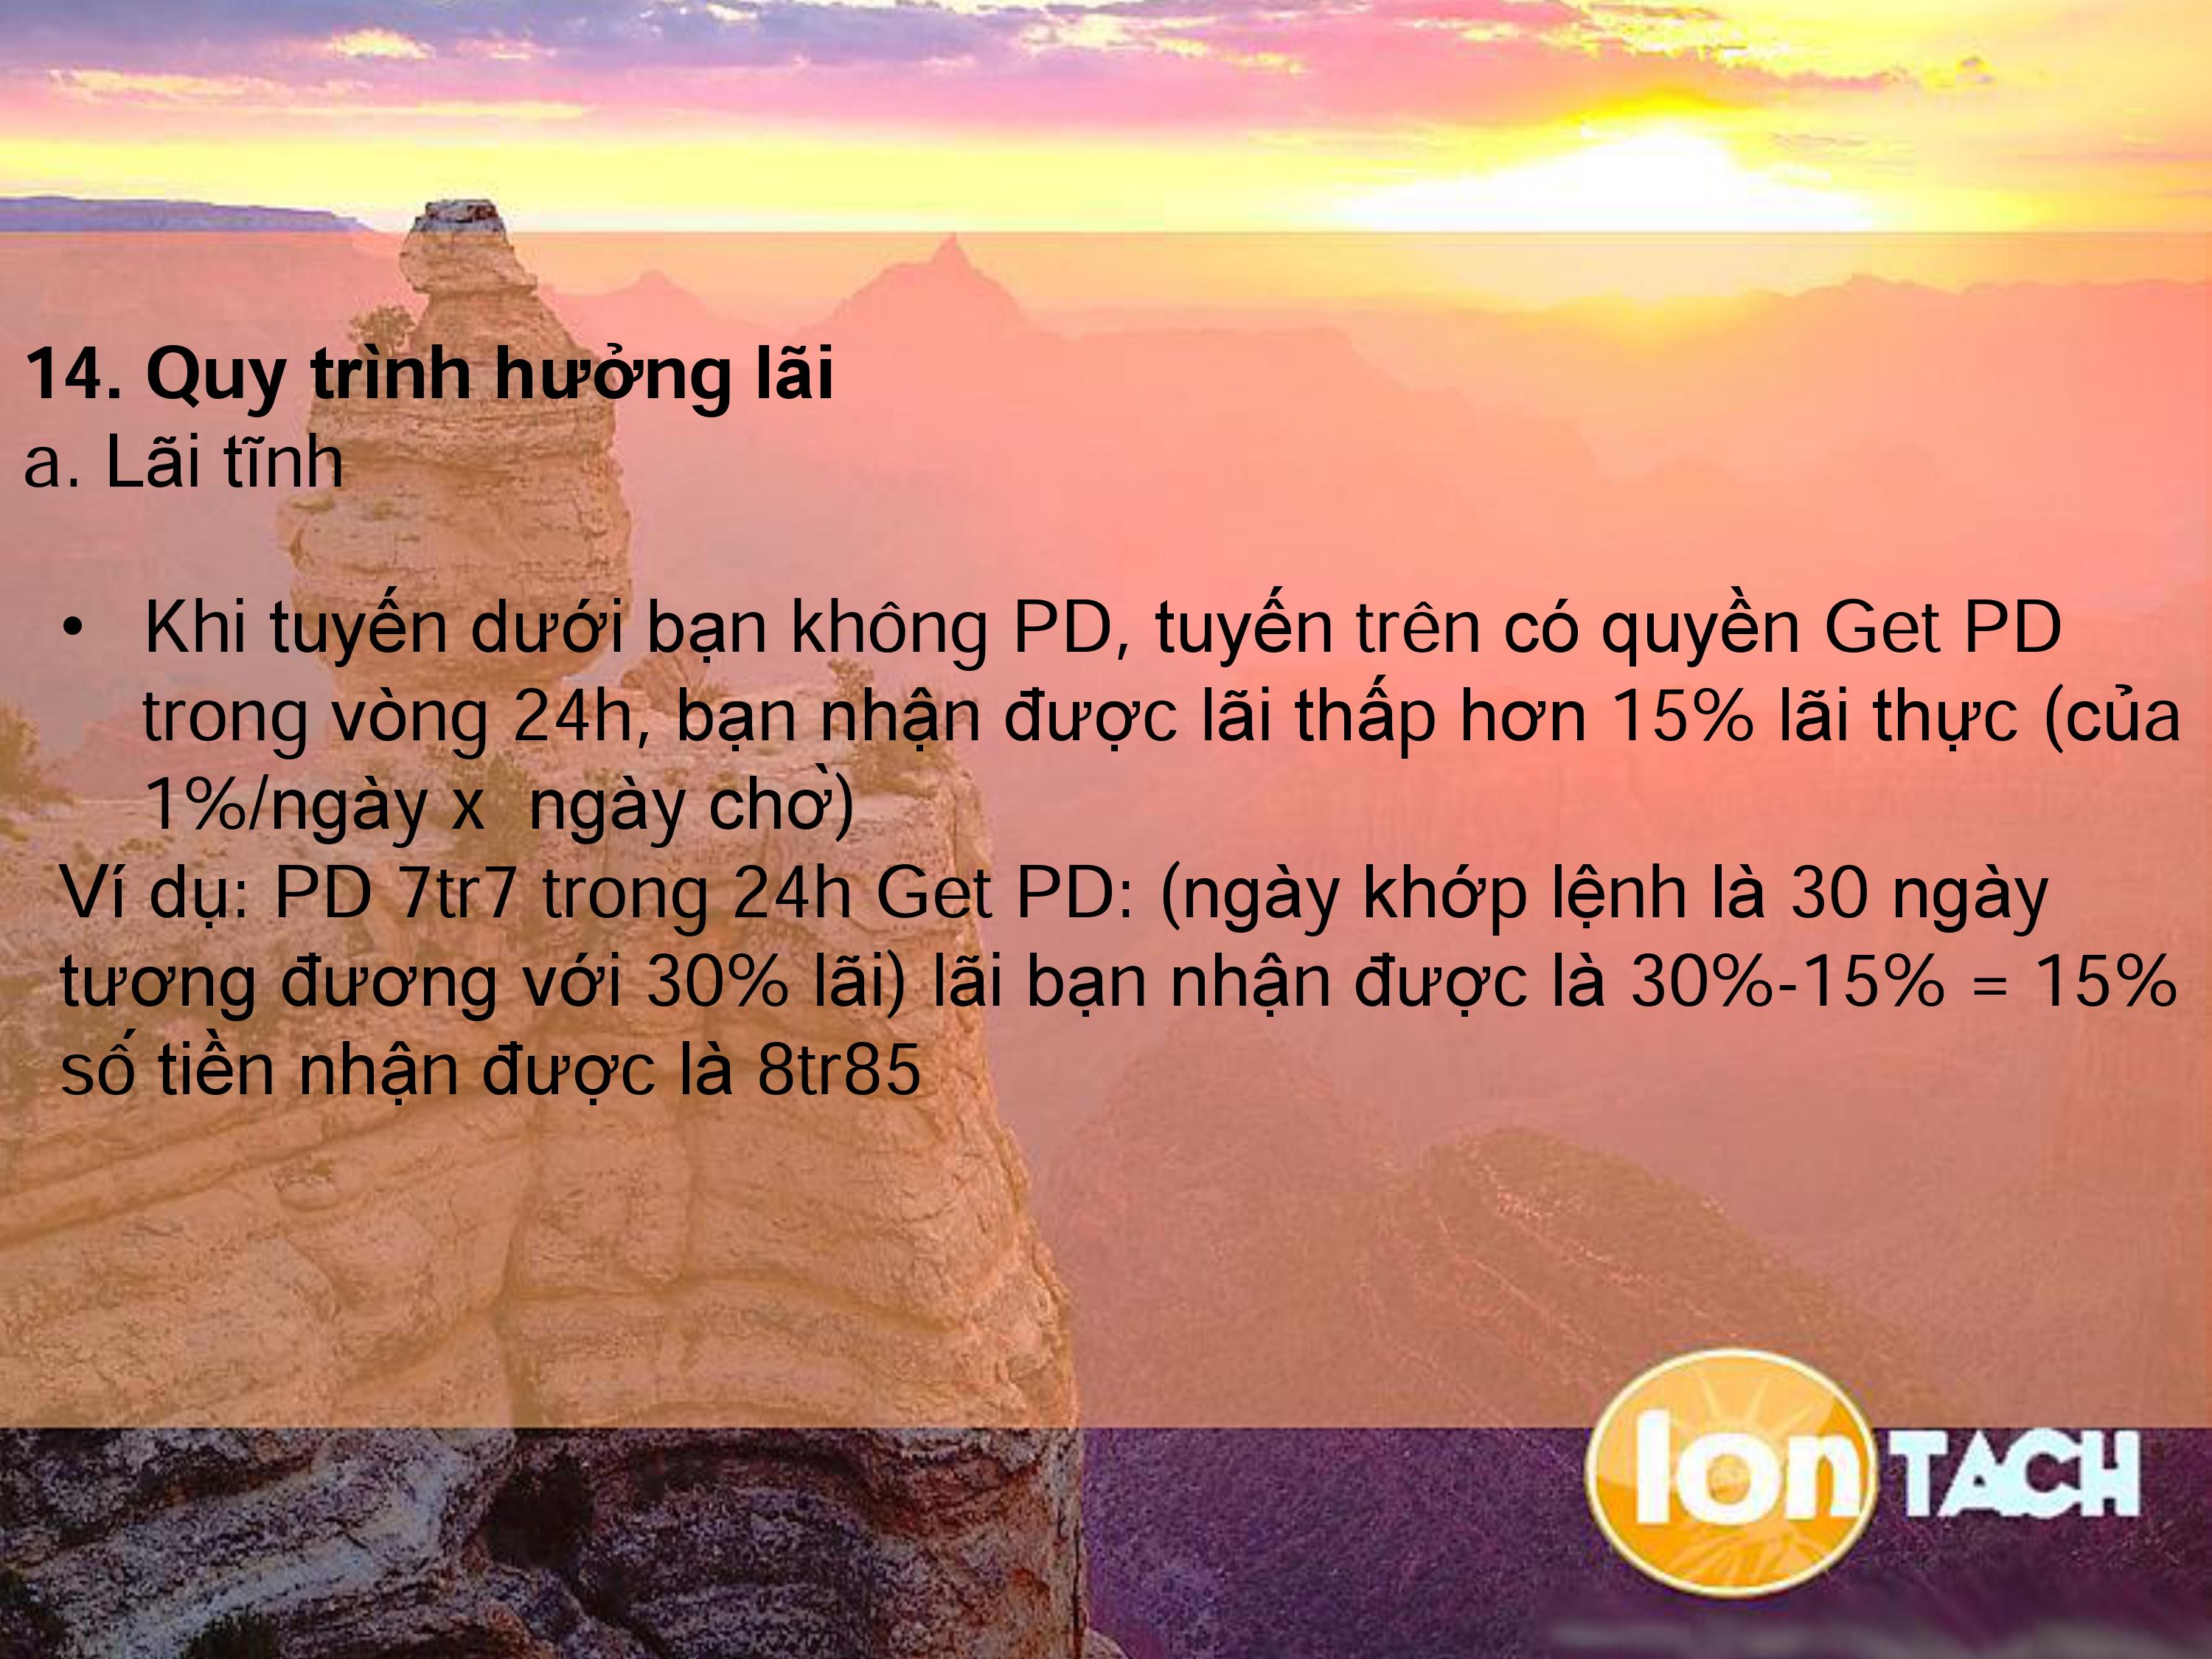 14. Quy trình hưởng lãi
a. Lãi tĩnh
• Khi tuyến dưới bạn không PD, tuyến trên có quyền Get PD
trong vòng 24h, bạn nhận được lãi thấp hơn 15% lãi thực (của
1%/ngày x ngày chờ)
Ví dụ: PD 7tr7 trong 24h Get PD: (ngày khớp lệnh là 30 ngày
tương đương với 30% lãi) lãi bạn nhận được là 30%-15% = 15%
số tiền nhận được là 8tr85
Ion TACH